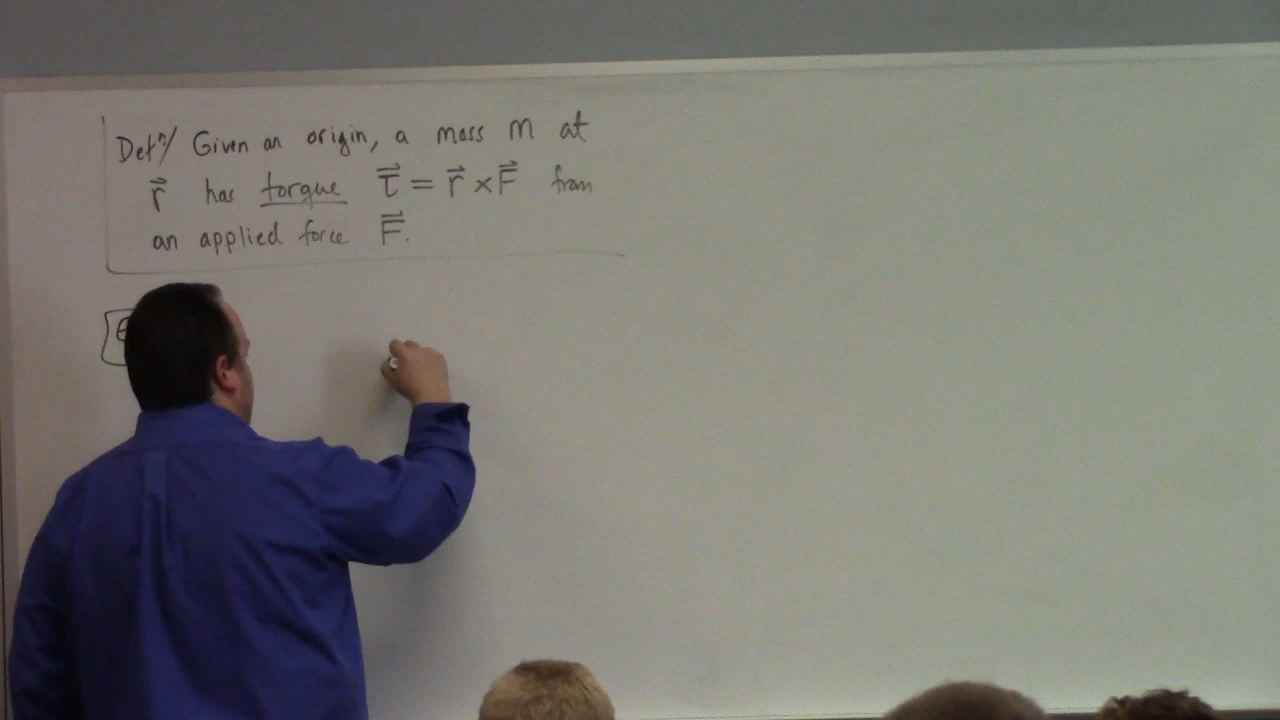 Defⁿ/ Given an origin, a mass m at
r⃗ has torque τ⃗ = r⃗ × F⃗ from
an applied force F⃗.